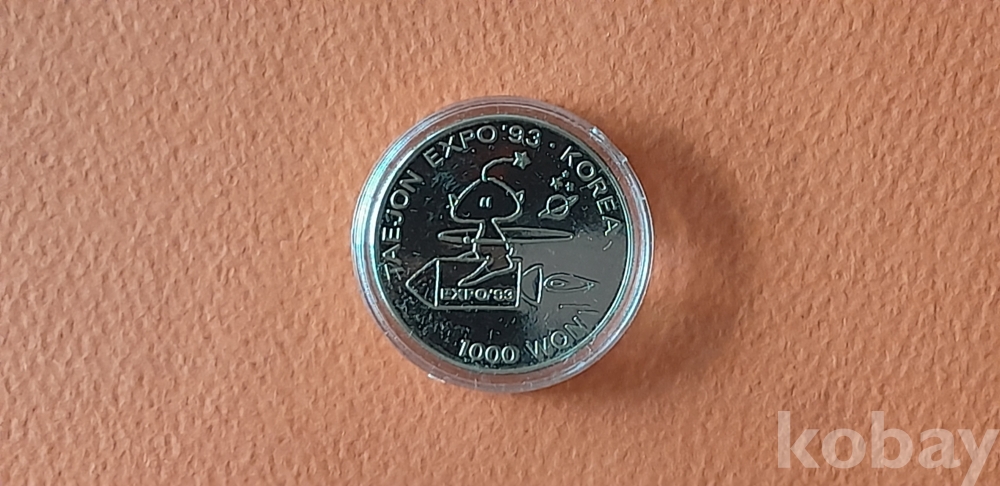 TAEJON EXPO '93 · KOREA
EXPO'93
1000 WON
kobay